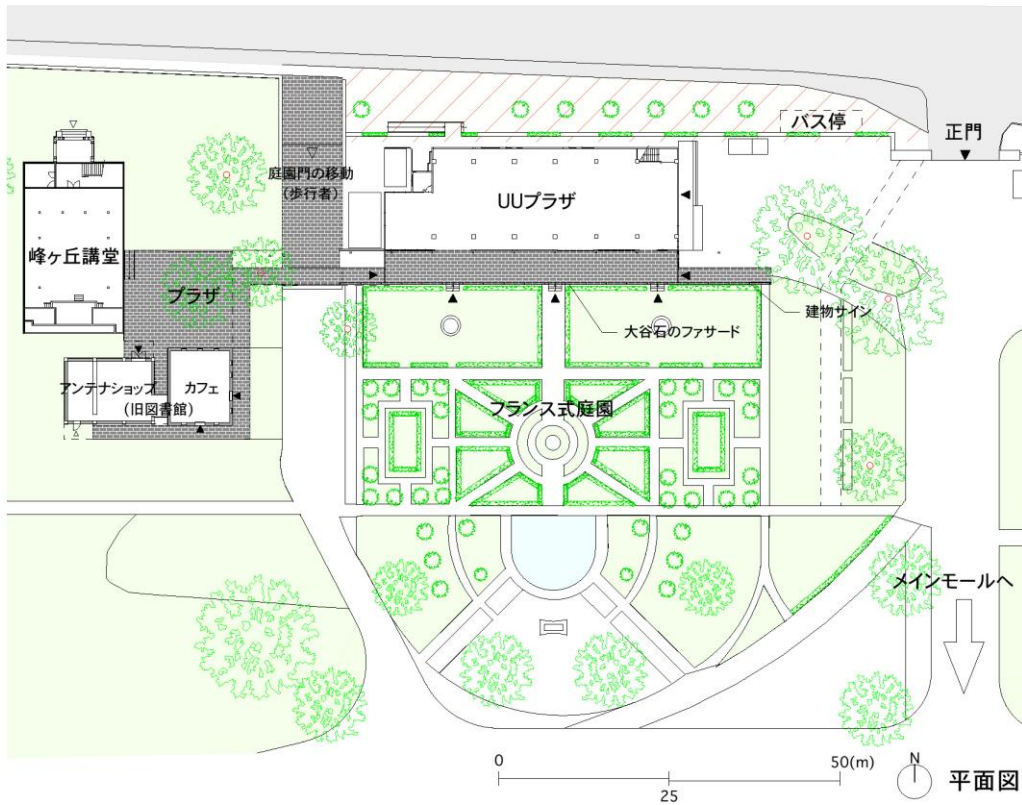 バス停
正門
庭園門の移動
(歩行者)
UUプラザ
峰ヶ丘講堂
プラザ
建物サイン
大谷石のファサード
アンテナショップ
(旧図書館)
カフェ
フランス式庭園
メインモールへ
0
50(m)
25
N
平面図